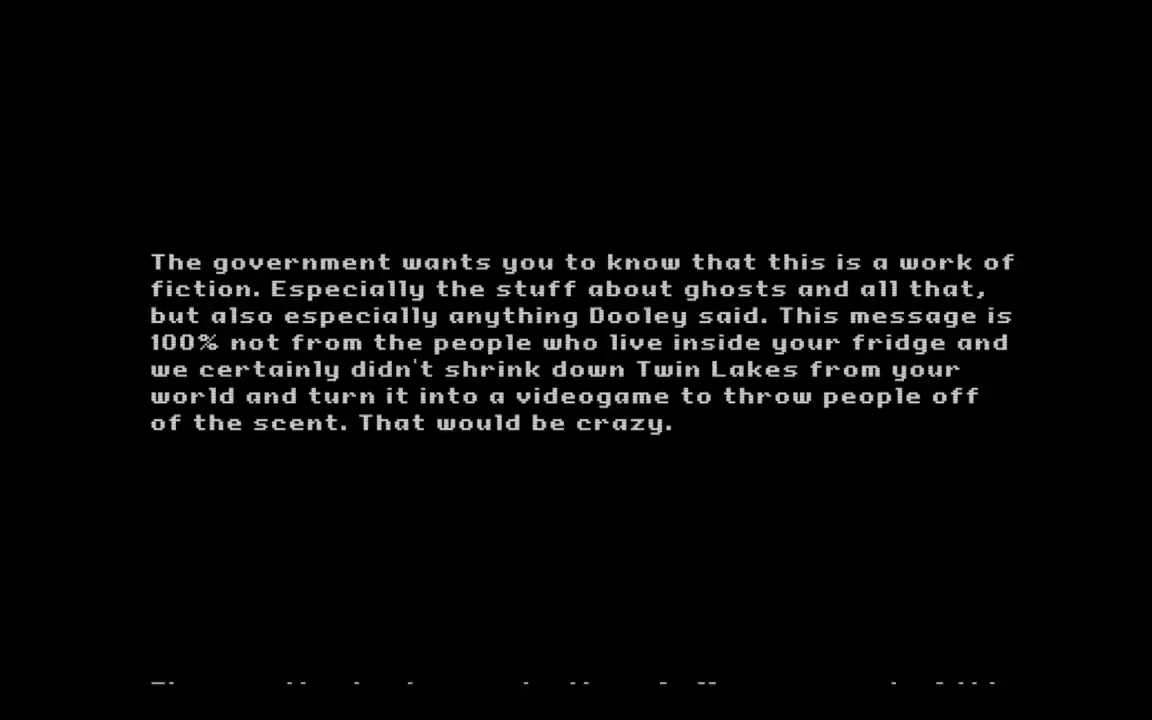 The government wants you to know that this is a work of
fiction. Especially the stuff about ghosts and all that,
but also especially anything Dooley said. This message is
100% not from the people who live inside your fridge and
we certainly didn't shrink down Twin Lakes from your
world and turn it into a videogame to throw people off
of the scent. That would be crazy.